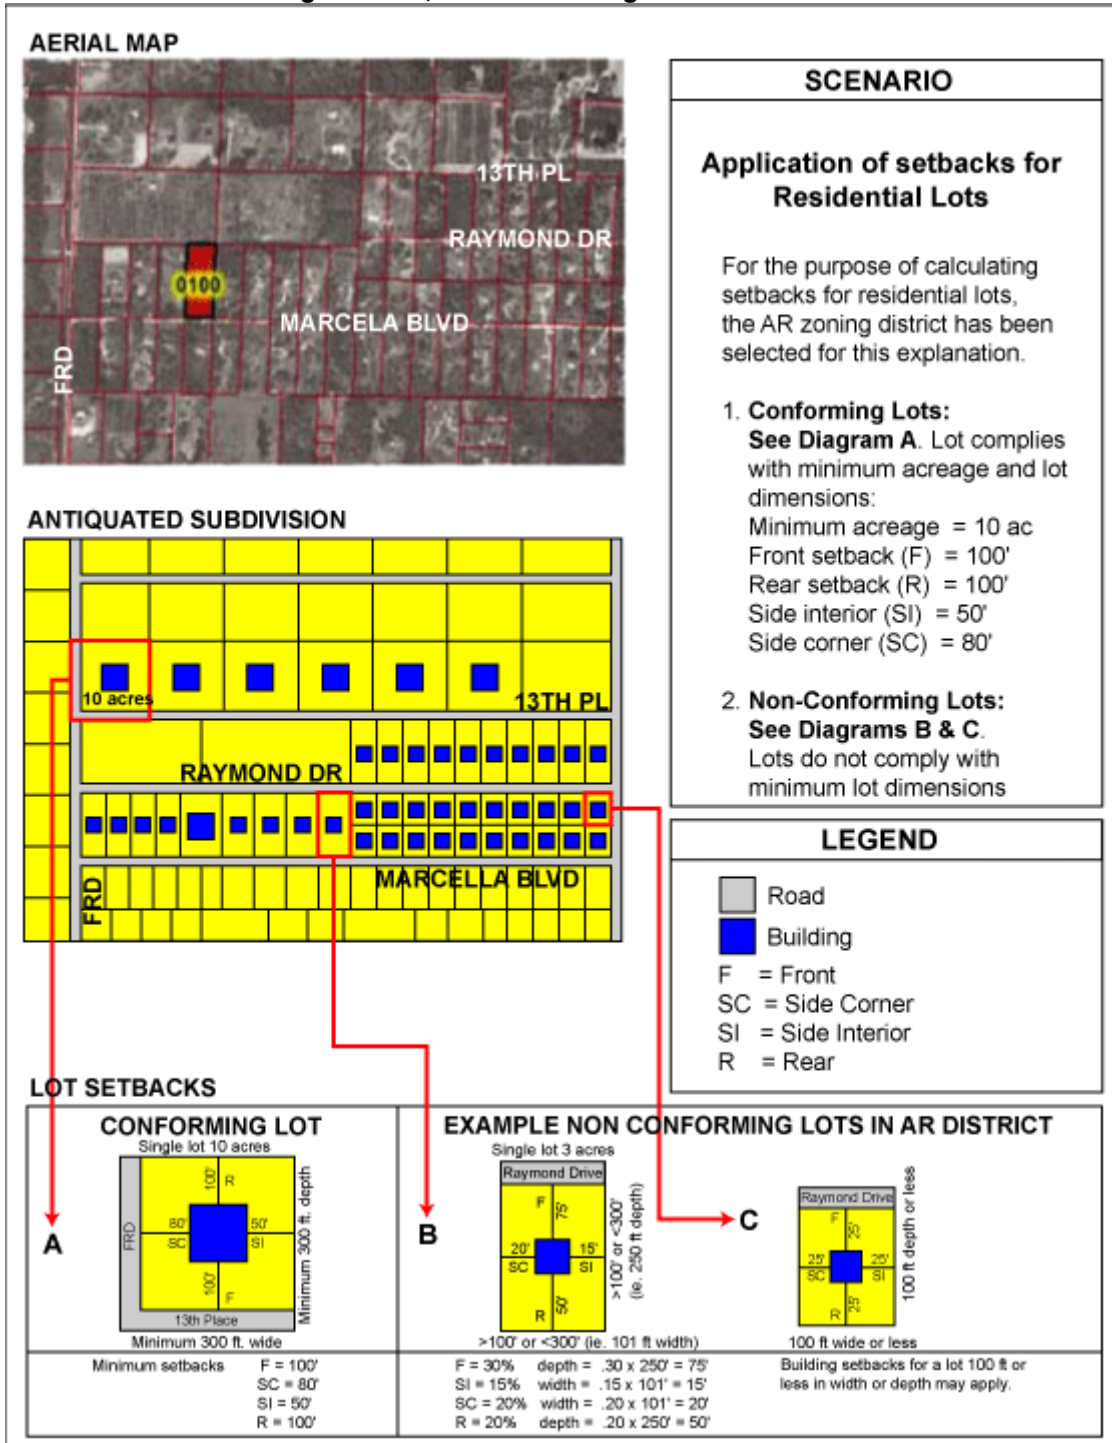 AERIAL MAP
13TH PL
RAYMOND DR
0100
MARCELA BLVD
FRD
SCENARIO
Application of setbacks for
Residential Lots
For the purpose of calculating
setbacks for residential lots,
the AR zoning district has been
selected for this explanation.
1. Conforming Lots:
See Diagram A. Lot complies
with minimum acreage and lot
dimensions:
Minimum acreage = 10 ac
Front setback (F) = 100'
Rear setback (R) = 100'
Side interior (SI) = 50'
Side corner (SC) = 80'
2. Non-Conforming Lots:
See Diagrams B & C.
Lots do not comply with
minimum lot dimensions
ANTIQUATED SUBDIVISION
10 acres
13TH PL
RAYMOND DR
MARCELLA BLVD
FRD
LEGEND
Road
Building
F = Front
SC = Side Corner
SI = Side Interior
R = Rear
LOT SETBACKS
CONFORMING LOT
Single lot 10 acres
100'
R
80'
50'
SC
SI
100'
F
FRD
13th Place
Minimum 300 ft. depth
Minimum 300 ft. wide
A
Minimum setbacks F = 100'
SC = 80'
SI = 50'
R = 100'
EXAMPLE NON CONFORMING LOTS IN AR DISTRICT
Single lot 3 acres
Raymond Drive
F
75'
20'
15'
SC
SI
R
50'
>100' or <300'
(ie. 250 ft depth)
>100' or <300' (ie. 101 ft width)
B
F = 30% depth = .30 x 250' = 75'
SI = 15% width = .15 x 101' = 15'
SC = 20% width = .20 x 101' = 20'
R = 20% depth = .20 x 250' = 50'
C
Raymond Drive
F
25'
25'
25'
SC
SI
R
25'
100 ft depth or less
100 ft wide or less
Building setbacks for a lot 100 ft or
less in width or depth may apply.